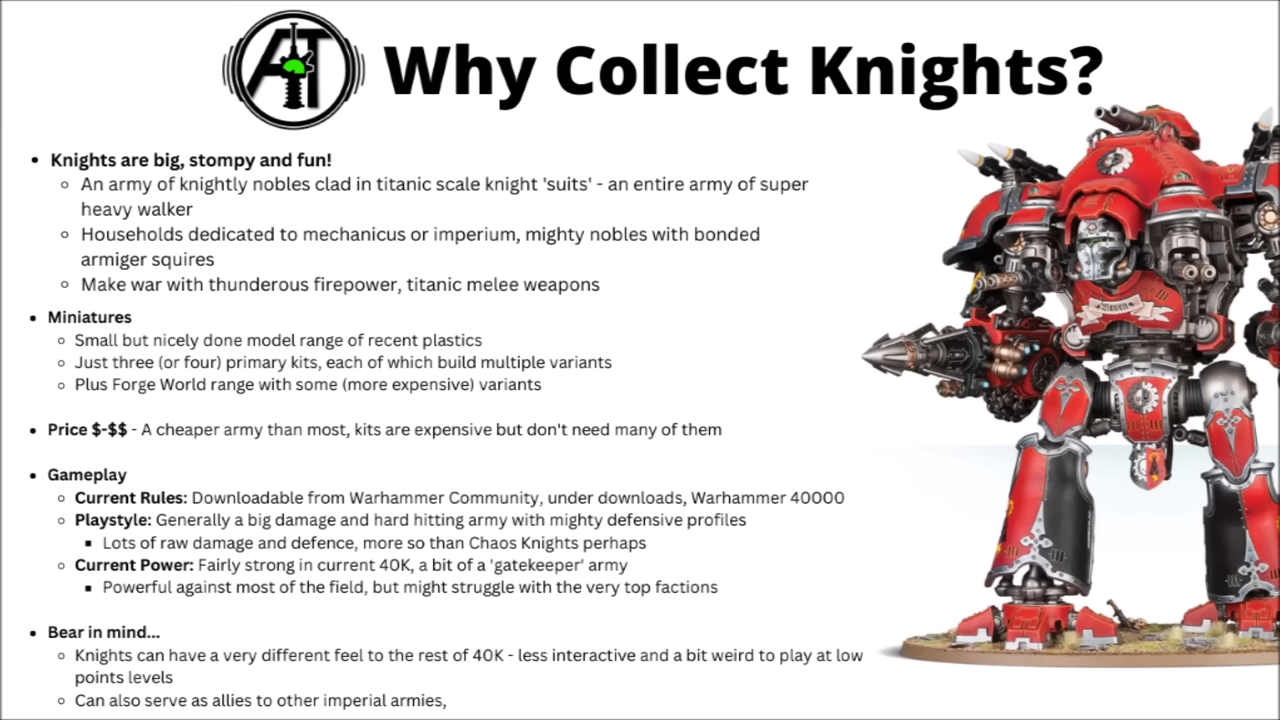 AT
Why Collect Knights?
Knights are big, stompy and fun!
An army of knightly nobles clad in titanic scale knight 'suits' - an entire army of super
heavy walker
Households dedicated to mechanicus or imperium, mighty nobles with bonded
armiger squires
Make war with thunderous firepower, titanic melee weapons
Miniatures
Small but nicely done model range of recent plastics
Just three (or four) primary kits, each of which build multiple variants
Plus Forge World range with some (more expensive) variants
Price $-$$ - A cheaper army than most, kits are expensive but don't need many of them
Gameplay
Current Rules: Downloadable from Warhammer Community, under downloads, Warhammer 40000
Playstyle: Generally a big damage and hard hitting army with mighty defensive profiles
Lots of raw damage and defence, more so than Chaos Knights perhaps
Current Power: Fairly strong in current 40K, a bit of a 'gatekeeper' army
Powerful against most of the field, but might struggle with the very top factions
Bear in mind...
Knights can have a very different feel to the rest of 40K - less interactive and a bit weird to play at low
points levels
Can also serve as allies to other imperial armies,